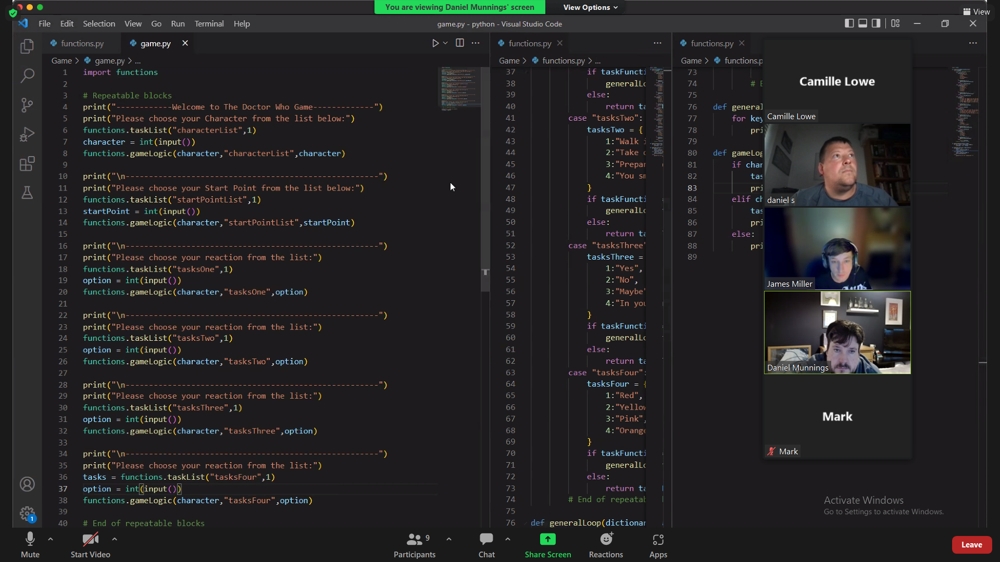 You are viewing Daniel Munnings' screen
View Options
View
File Edit Selection View Go Run Terminal Help
game.py - python - Visual Studio Code
functions.py
game.py
Game > game.py > ...
1 import functions
2
3 # Repeatable blocks
4 print("------------Welcome to The Doctor Who Game-------------")
5 print("Please choose your Character from the list below:")
6 functions.taskList("characterList",1)
7 character = int(input())
8 functions.gameLogic(character,"characterList",character)
9
10 print("\n------------------------------------------------------")
11 print("Please choose your Start Point from the list below:")
12 functions.taskList("startPointList",1)
13 startPoint = int(input())
14 functions.gameLogic(character,"startPointList",startPoint)
15
16 print("\n------------------------------------------------------")
17 print("Please choose your reaction from the list:")
18 functions.taskList("tasksOne",1)
19 option = int(input())
20 functions.gameLogic(character,"tasksOne",option)
21
22 print("\n------------------------------------------------------")
23 print("Please choose your reaction from the list:")
24 functions.taskList("tasksTwo",1)
25 option = int(input())
26 functions.gameLogic(character,"tasksTwo",option)
27
28 print("\n------------------------------------------------------")
29 print("Please choose your reaction from the list:")
30 functions.taskList("tasksThree",1)
31 option = int(input())
32 functions.gameLogic(character,"tasksThree",option)
33
34 print("\n------------------------------------------------------")
35 print("Please choose your reaction from the list:")
36 tasks = functions.taskList("tasksFour",1)
37 option = int(input())
38 functions.gameLogic(character,"tasksFour",option)
39
40 # End of repeatable blocks
functions.py
Game > functions.py > ...
37 if taskFuncti
38 generalLo
39 else:
40 return ta
41 case "tasksTwo":
42 tasksTwo = {
43 1:"Walk i
44 2:"Take c
45 3:"Prepar
46 4:"You sm
47 }
48 if taskFuncti
49 generalLo
50 else:
51 return ta
52 case "tasksThree"
53 tasksThree =
54 1:"Yes",
55 2:"No",
56 3:"Maybe"
57 4:"In you
58 }
59 if taskFuncti
60 generalLo
61 else:
62 return ta
63 case "tasksFour":
64 tasksFour = {
65 1:"Red",
66 2:"Yellow
67 3:"Pink",
68 4:"Orange
69 }
70 if taskFuncti
71 generalLo
72 else:
73 return ta
74 # End of repeatab
75
76 def generalLoop(dictionar
functions.py
Game > functions.p
73
74 # E
75
76 def general
77 for key
78 pri
79
80 def gameLog
81 if char
82 tas
83 pri
84 elif ch
85 tas
86 pri
87 else:
88 pri
89
Camille Lowe
Camille Lowe
daniel s
James Miller
Daniel Munnings
Mark
Mark
Activate Windows
Go to Settings to activate Windows.
1
Mute
Start Video
9
Participants
Chat
Share Screen
Reactions
Apps
Leave